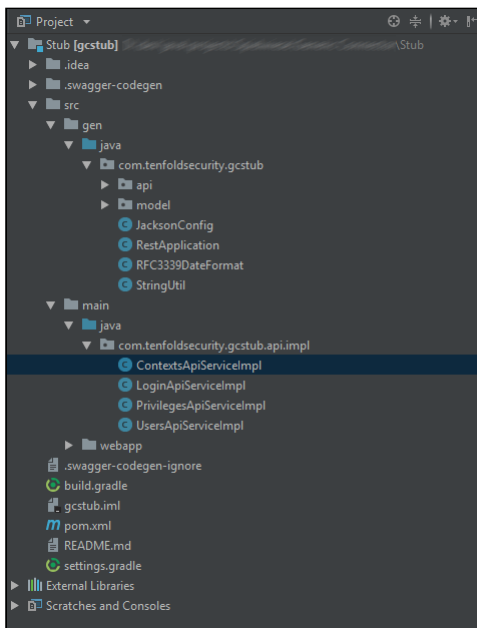 Project
Stub [gcstub] \Stub
.idea
.swagger-codegen
src
gen
java
com.tenfoldsecurity.gcstub
api
model
JacksonConfig
RestApplication
RFC3339DateFormat
StringUtil
main
java
com.tenfoldsecurity.gcstub.api.impl
ContextsApiServiceImpl
LoginApiServiceImpl
PrivilegesApiServiceImpl
UsersApiServiceImpl
webapp
.swagger-codegen-ignore
build.gradle
gcstub.iml
pom.xml
README.md
settings.gradle
External Libraries
Scratches and Consoles